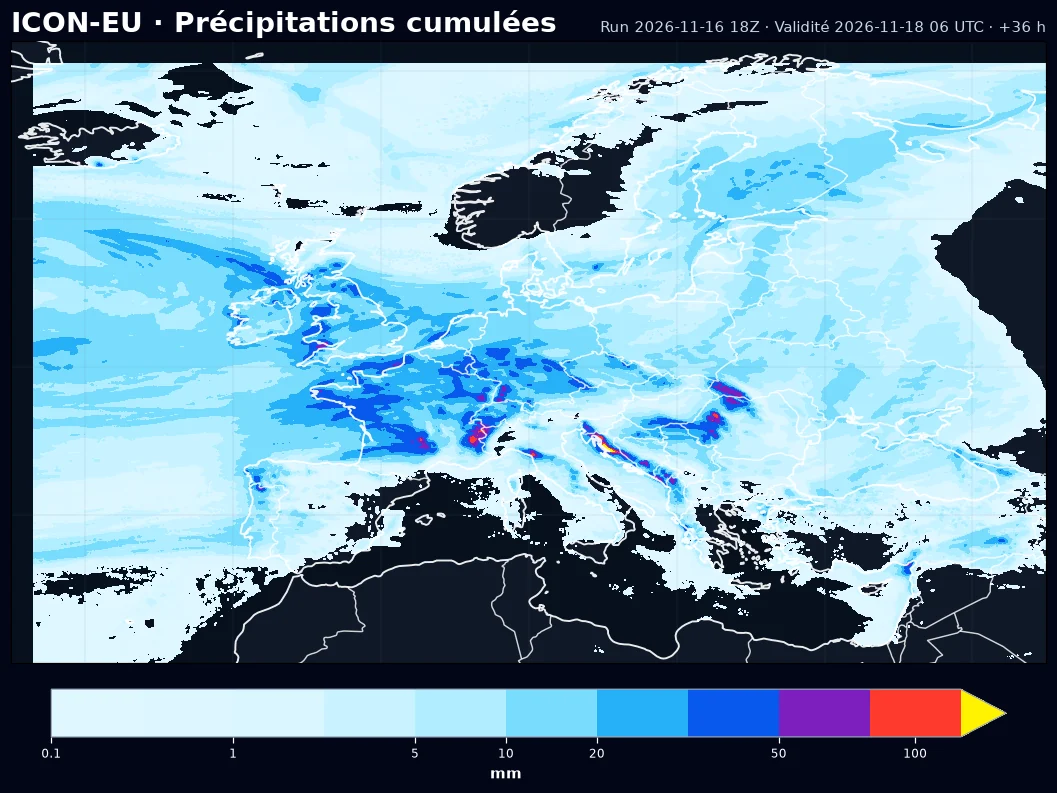 ICON-EU · Précipitations cumulées
Run 2026-11-16 18Z · Validité 2026-11-18 06 UTC · +36 h
0.1 1 5 10 20 50 100
mm